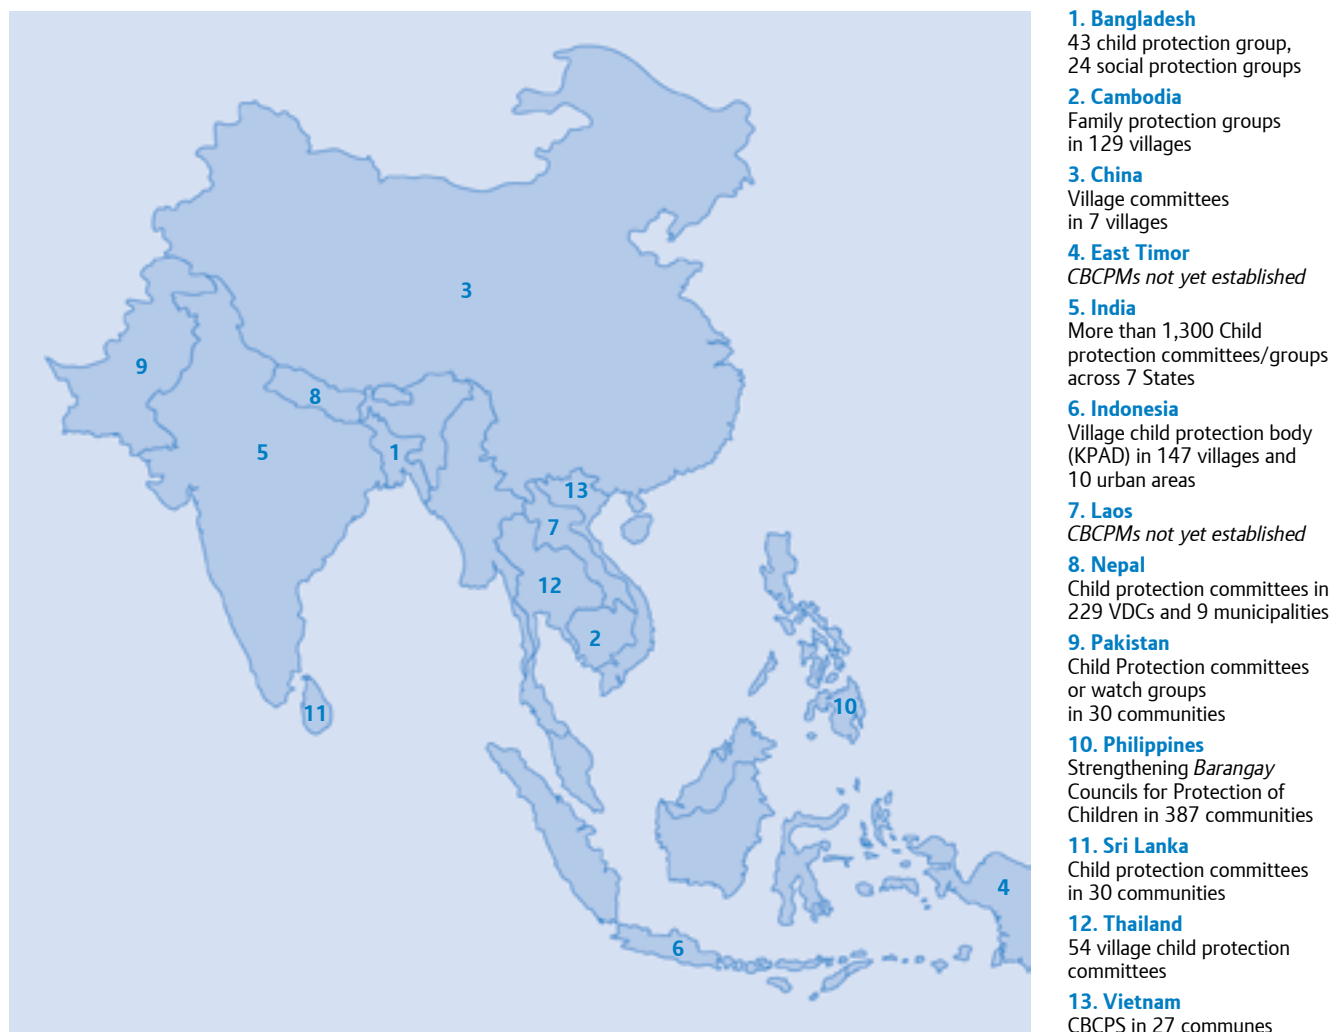 1. Bangladesh
43 child protection group,
24 social protection groups
2. Cambodia
Family protection groups
in 129 villages
3. China
Village committees
in 7 villages
4. East Timor
CBCPMs not yet established
5. India
More than 1,300 Child
protection committees/groups
across 7 States
6. Indonesia
Village child protection body
(KPAD) in 147 villages and
10 urban areas
7. Laos
CBCPMs not yet established
8. Nepal
Child protection committees in
229 VDCs and 9 municipalities
9. Pakistan
Child Protection committees
or watch groups
in 30 communities
10. Philippines
Strengthening Barangay
Councils for Protection of
Children in 387 communities
11. Sri Lanka
Child protection committees
in 30 communities
12. Thailand
54 village child protection
committees
13. Vietnam
CBCPS in 27 communes
3
9
8
5
1
13
7
12
2
11
10
4
6